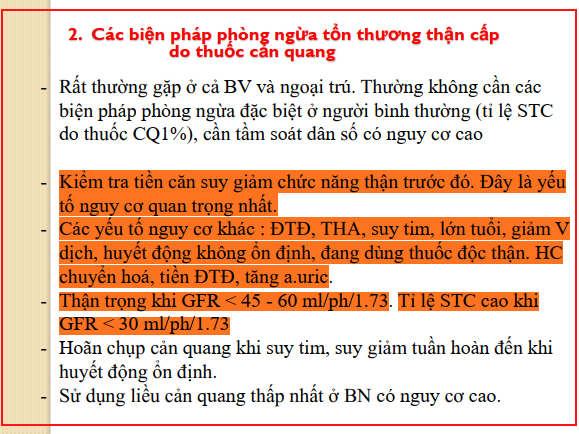 2. Các biện pháp phòng ngừa tổn thương thận cấp
do thuốc cản quang
- Rất thường gặp ở cả BV và ngoại trú. Thường không cần các
biện pháp phòng ngừa đặc biệt ở người bình thường (tỉ lệ STC
do thuốc CQ1%), cần tầm soát dân số có nguy cơ cao
- Kiểm tra tiền căn suy giảm chức năng thận trước đó. Đây là yếu
tố nguy cơ quan trọng nhất.
- Các yếu tố nguy cơ khác : ĐTĐ, THA, suy tim, lớn tuổi, giảm V
dịch, huyết động không ổn định, đang dùng thuốc độc thận. HC
chuyển hoá, tiền ĐTĐ, tăng a.uric.
- Thận trọng khi GFR < 45 - 60 ml/ph/1.73. Tỉ lệ STC cao khi
GFR < 30 ml/ph/1.73
- Hoãn chụp cản quang khi suy tim, suy giảm tuần hoàn đến khi
huyết động ổn định.
- Sử dụng liều cản quang thấp nhất ở BN có nguy cơ cao.